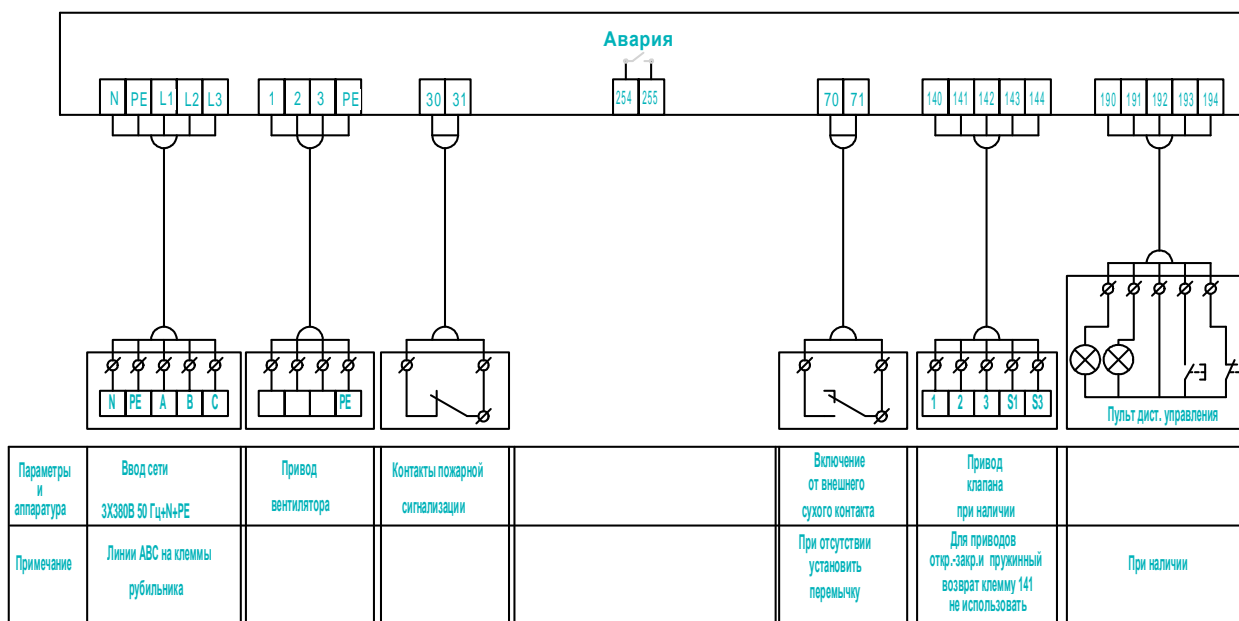 Авария
N PE L1 L2 L3
1 2 3 PE
30 31
254 255
70 71
140 141 142 143 144
190 191 192 193 194
N PE A B C
PE
1 2 3 S1 S3
Пульт дист. управления
Параметры
и
аппаратура
Ввод сети
3Х380В 50 Гц+N+PE
Привод
вентилятора
Контакты пожарной
сигнализации
Включение
от внешнего
сухого контакта
Привод
клапана
при наличии
Примечание
Линии АВС на клеммы
рубильника
При отсутствии
установить
перемычку
Для приводов
откр.-закр.и пружинный
возврат клемму 141
не использовать
При наличии